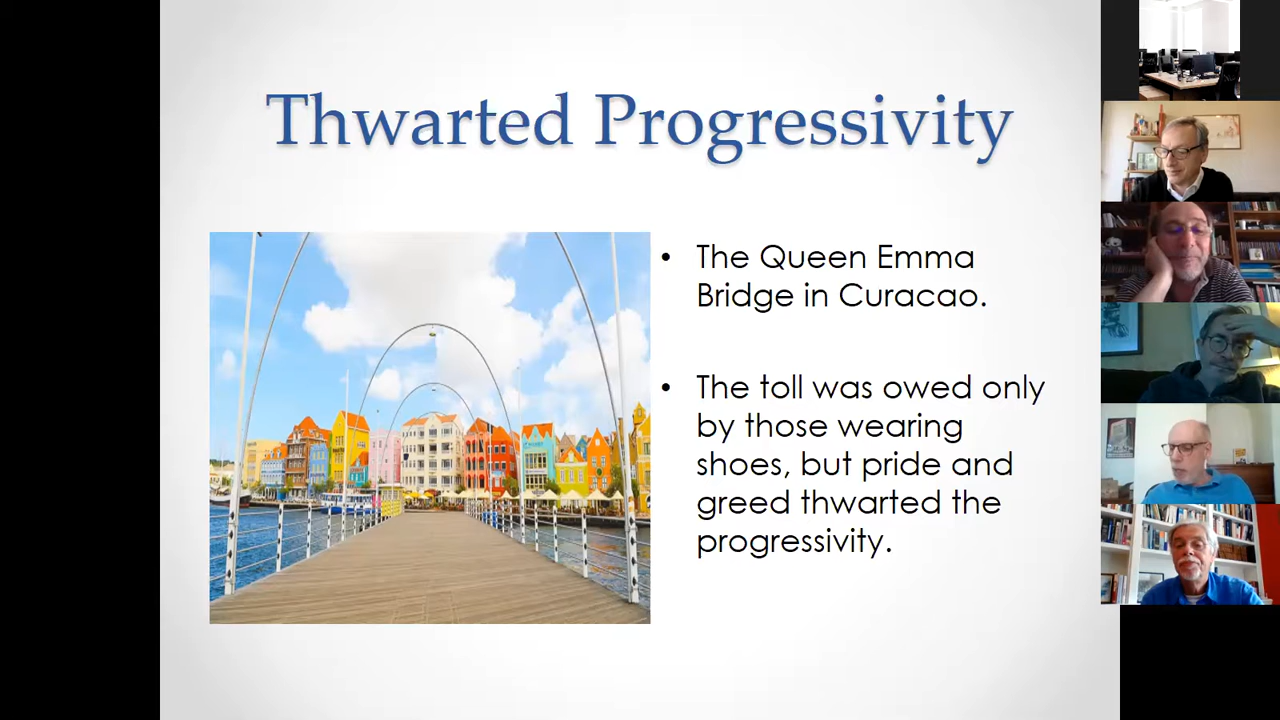 Thwarted Progressivity
• The Queen Emma
Bridge in Curacao.
• The toll was owed only
by those wearing
shoes, but pride and
greed thwarted the
progressivity.